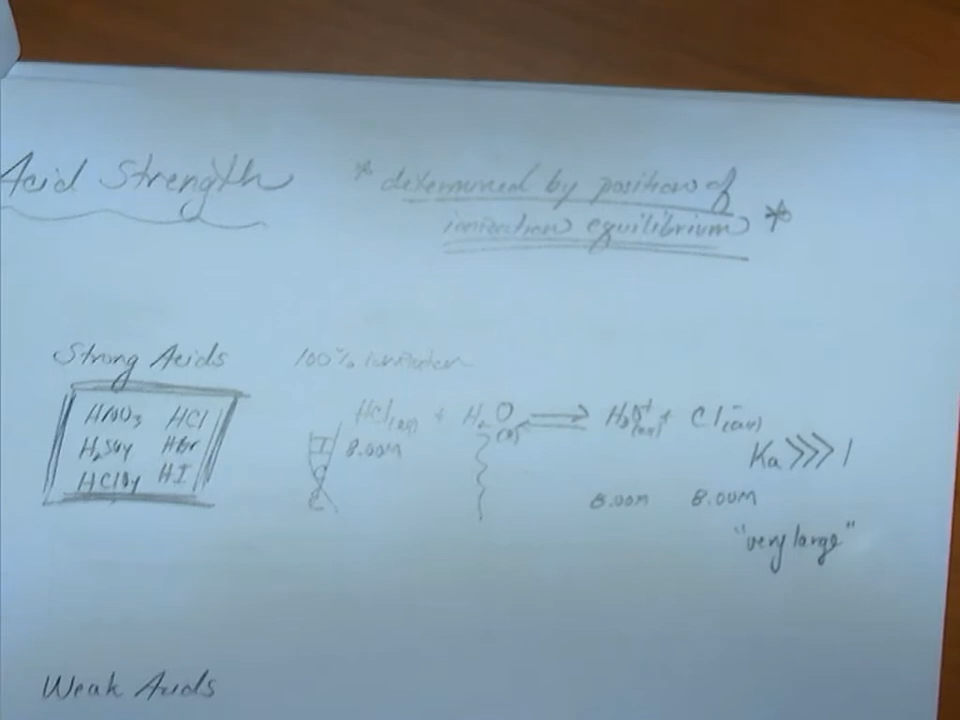 Acid Strength
* determined by position of
ionization equilibrium *
Strong Acids
100% ionization
HNO3 HCl
H2SO4 HBr
HClO4 HI
HCl(aq) + H2O(l) ⇌ H3O+(aq) + Cl-(aq)
8.00M
Ka >>> 1
8.00M 8.00M
"very large"
Weak Acids